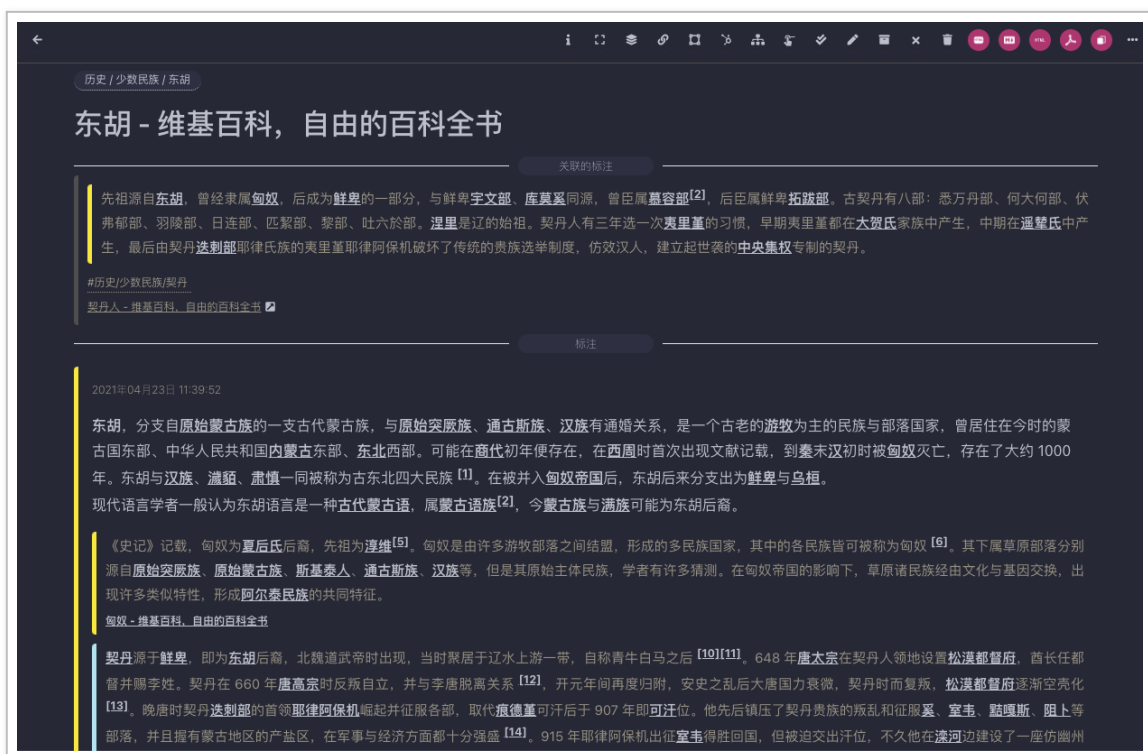 历史 / 少数民族 / 东胡
东胡 - 维基百科，自由的百科全书
关联的标注
先祖源自东胡，曾经隶属匈奴，后成为鲜卑的一部分，与鲜卑宇文部、库莫奚同源，曾臣属慕容部[2]，后臣属鲜卑拓跋部。古契丹有八部：悉万丹部、何大何部、伏
弗郁部、羽陵部、日连部、匹絜部、黎部、吐六於部。涅里是辽的始祖。契丹人有三年选一次夷里堇的习惯，早期夷里堇都在大贺氏家族中产生，中期在遥辇氏中产
生，最后由契丹迭刺部耶律氏族的夷里堇耶律阿保机破坏了传统的贵族选举制度，仿效汉人，建立起世袭的中央集权专制的契丹。
#历史/少数民族/契丹
契丹人 - 维基百科，自由的百科全书
标注
2021年04月23日 11:39:52
东胡，分支自原始蒙古族的一支古代蒙古族，与原始突厥族、通古斯族、汉族有通婚关系，是一个古老的游牧为主的民族与部落国家，曾居住在今时的蒙
古国东部、中华人民共和国内蒙古东部、东北西部。可能在商代初年便存在，在西周时首次出现文献记载，到秦末汉初时被匈奴灭亡，存在了大约 1000
年。东胡与汉族、濊貊、肃慎一同被称为古东北四大民族 [1]。在被并入匈奴帝国后，东胡后来分支出为鲜卑与乌桓。
现代语言学者一般认为东胡语言是一种古代蒙古语，属蒙古语族[2]，今蒙古族与满族可能为东胡后裔。
《史记》记载，匈奴为夏后氏后裔，先祖为淳维[5]。匈奴是由许多游牧部落之间结盟，形成的多民族国家，其中的各民族皆可被称为匈奴 [6]。其下属草原部落分别
源自原始突厥族、原始蒙古族、斯基泰人、通古斯族、汉族等，但是其原始主体民族，学者有许多猜测。在匈奴帝国的影响下，草原诸民族经由文化与基因交换，出
现许多类似特性，形成阿尔泰民族的共同特征。
匈奴 - 维基百科，自由的百科全书
契丹源于鲜卑，即为东胡后裔，北魏道武帝时出现，当时聚居于辽水上游一带，自称青牛白马之后 [10][11]。648 年唐太宗在契丹人领地设置松漠都督府，酋长任都
督并赐李姓。契丹在 660 年唐高宗时反叛自立，并与李唐脱离关系 [12]，开元年间再度归附，安史之乱后大唐国力衰微，契丹时而复叛，松漠都督府逐渐空壳化
[13]。晚唐时契丹迭刺部的首领耶律阿保机崛起并征服各部，取代痕德堇可汗后于 907 年即可汗位。他先后镇压了契丹贵族的叛乱和征服奚、室韦、黠嘎斯、阻卜等
部落，并且握有蒙古地区的产盐区，在军事与经济方面都十分强盛 [14]。915 年耶律阿保机出征室韦得胜回国，但被迫交出汗位，不久他在滦河边建设了一座仿幽州